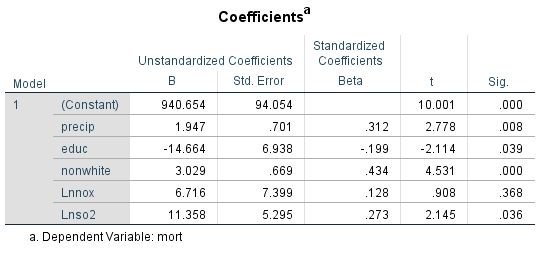 Coefficientsa
Unstandardized Coefficients Standardized Coefficients
Model B Std. Error Beta t Sig.
1 (Constant) 940.654 94.054 10.001 .000
precip 1.947 .701 .312 2.778 .008
educ -14.664 6.938 -.199 -2.114 .039
nonwhite 3.029 .669 .434 4.531 .000
Lnnox 6.716 7.399 .128 .908 .368
Lnso2 11.358 5.295 .273 2.145 .036
a. Dependent Variable: mort